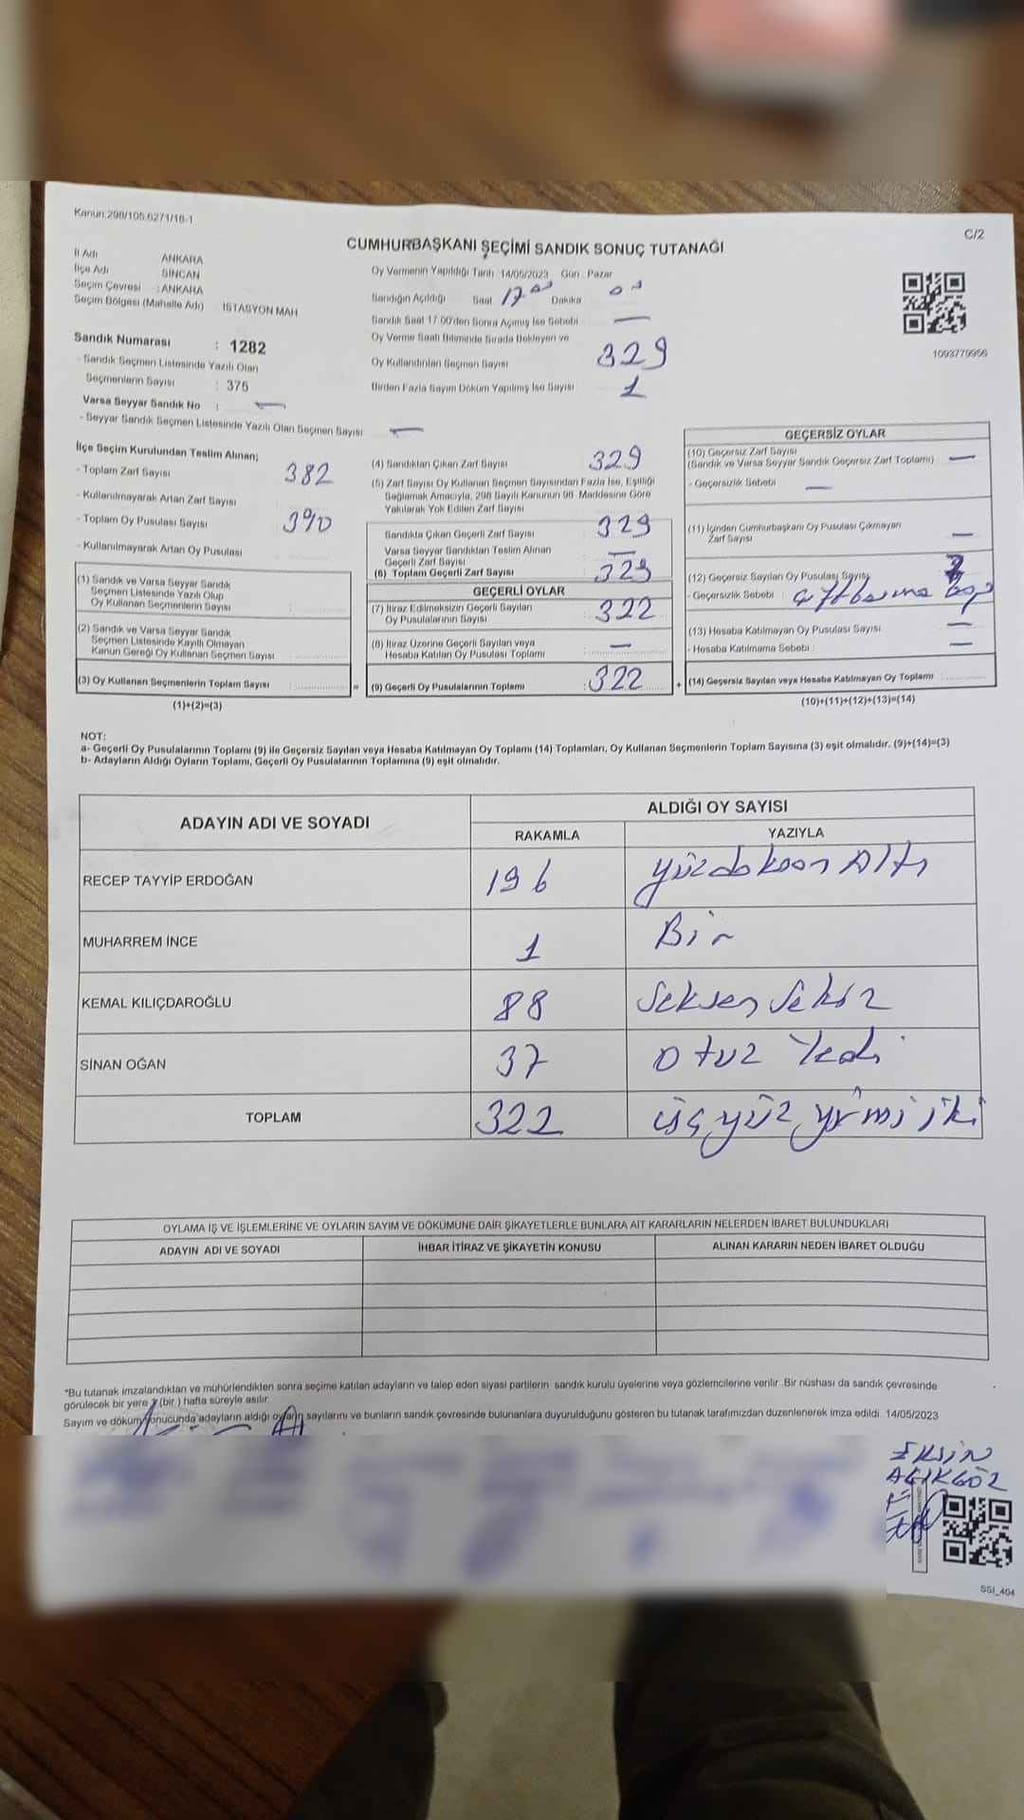 Kanun:298/105.6271/18-1
C/2
CUMHURBAŞKANI SEÇİMİ SANDIK SONUÇ TUTANAĞI
İl Adı : ANKARA
İlçe Adı : SİNCAN
Seçim Çevresi : ANKARA
Seçim Bölgesi (Mahalle Adı) İSTASYON MAH
Oy Vermenin Yapıldığı Tarih 14/05/2023 Gün : Pazar
Sandığın Açıldığı Saat 17 00 Dakika
Sandık Saat 17:00'den Sonra Açılmış İse Sebebi —
1093779966
Sandık Numarası : 1282
- Sandık Seçmen Listesinde Yazılı Olan
Seçmenlerin Sayısı : 376
Varsa Seyyar Sandık No : —
- Seyyar Sandık Seçmen Listesinde Yazılı Olan Seçmen Sayısı —
Oy Verme Saati Bitiminde Sırada Bekleyen ve
Oy Kullandırılan Seçmen Sayısı 329
Birden Fazla Sayım Döküm Yapılmış İse Sayısı 1
İlçe Seçim Kurulundan Teslim Alınan;
- Toplam Zarf Sayısı 382
- Kullanılmayarak Artan Zarf Sayısı
- Toplam Oy Pusulası Sayısı 390
- Kullanılmayarak Artan Oy Pusulası
(1) Sandık ve Varsa Seyyar Sandık
Seçmen Listesinde Yazılı Olup
Oy Kullanan Seçmenlerin Sayısı :
(2) Sandık ve Varsa Seyyar Sandık
Seçmen Listesinde Kayıtlı Olmayan
Kanun Gereği Oy Kullanan Seçmen Sayısı :
(3) Oy Kullanan Seçmenlerin Toplam Sayısı : =
(1)+(2)=(3)
(4) Sandıktan Çıkan Zarf Sayısı 329
(5) Zarf Sayısı Oy Kullanan Seçmen Sayısından Fazla İse, Eşitliği
Sağlamak Amacıyla, 298 Sayılı Kanunun 98. Maddesine Göre
Yakılarak Yok Edilen Zarf Sayısı
Sandıkta Çıkan Geçerli Zarf Sayısı 329
Varsa Seyyar Sandıktan Teslim Alınan
Geçerli Zarf Sayısı —
(6) Toplam Geçerli Zarf Sayısı 329
GEÇERLİ OYLAR
(7) İtiraz Edilmeksizin Geçerli Sayılan
Oy Pusulalarının Sayısı : 322
(8) İtiraz Üzerine Geçerli Sayılan veya
Hesaba Katılan Oy Pusulası Toplamı : —
(9) Geçerli Oy Pusulalarının Toplamı : 322 +
GEÇERSİZ OYLAR
(10) Geçersiz Zarf Sayısı
(Sandık ve Varsa Seyyar Sandık Geçersiz Zarf Toplamı) —
- Geçersizlik Sebebi : —
(11) İçinden Cumhurbaşkanı Oy Pusulası Çıkmayan
Zarf Sayısı —
(12) Geçersiz Sayılan Oy Pusulası Sayısı
- Geçersizlik Sebebi :
(13) Hesaba Katılmayan Oy Pusulası Sayısı —
- Hesaba Katılmama Sebebi : —
(14) Geçersiz Sayılan veya Hesaba Katılmayan Oy Toplamı
(10)+(11)+(12)+(13)=(14)
NOT:
a- Geçerli Oy Pusulalarının Toplamı (9) ile Geçersiz Sayılan veya Hesaba Katılmayan Oy Toplamı (14) Toplamları, Oy Kullanan Seçmenlerin Toplam Sayısına (3) eşit olmalıdır. (9)+(14)=(3)
b- Adayların Aldığı Oyların Toplamı, Geçerli Oy Pusulalarının Toplamına (9) eşit olmalıdır.
ADAYIN ADI VE SOYADI
ALDIĞI OY SAYISI
RAKAMLA YAZIYLA
RECEP TAYYİP ERDOĞAN 196 yüzdoksan Altı
MUHARREM İNCE 1 Bir
KEMAL KILIÇDAROĞLU 88 Seksen Sekiz
SİNAN OĞAN 37 Otuz Yedi
TOPLAM 322 üçyüz yirmi iki
OYLAMA İŞ VE İŞLEMLERİNE VE OYLARIN SAYIM VE DÖKÜMÜNE DAİR ŞİKAYETLERLE BUNLARA AİT KARARLARIN NELERDEN İBARET BULUNDUKLARI
ADAYIN ADI VE SOYADI İHBAR İTİRAZ VE ŞİKAYETİN KONUSU ALINAN KARARIN NEDEN İBARET OLDUĞU
*Bu tutanak imzalandıktan ve mühürlendikten sonra seçime katılan adayların ve talep eden siyasi partilerin sandık kurulu üyelerine veya gözlemcilerine verilir. Bir nüshası da sandık çevresinde
görülecek bir yere 1 (bir ) hafta süreyle asılır.
Sayım ve döküm sonucunda adayların aldığı oyların sayılarını ve bunların sandık çevresinde bulunanlara duyurulduğunu gösteren bu tutanak tarafımızdan düzenlenerek imza edildi. 14/05/2023
AÇIKGÖZ
SSI_404